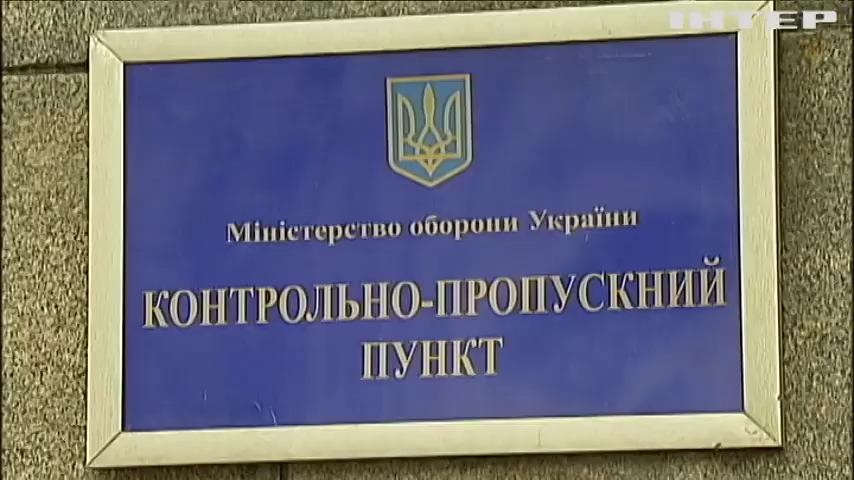 ІНТЕР
Міністерство оборони України
КОНТРОЛЬНО-ПРОПУСКНИЙ
ПУНКТ